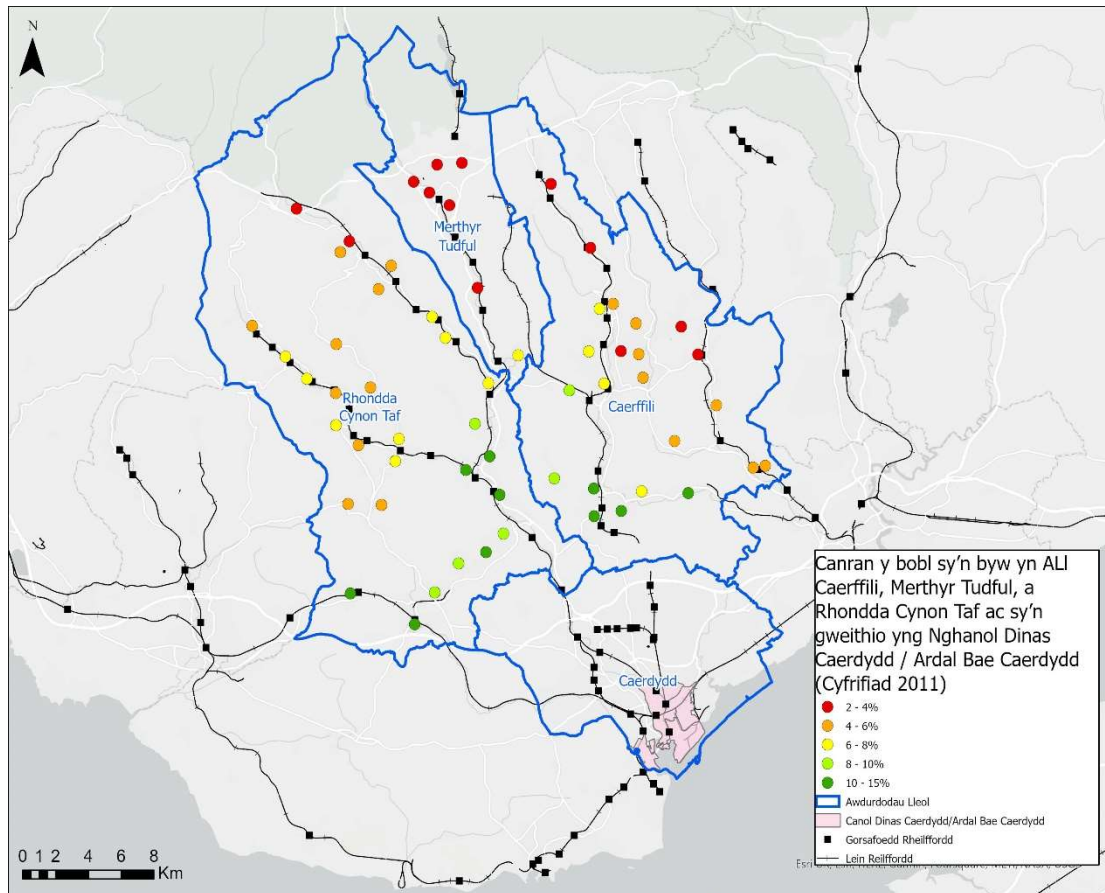 N
Merthyr
Tudful
Rhondda
Cynon Taf
Caerffili
Caerdydd
Canran y bobl sy'n byw yn ALl
Caerffili, Merthyr Tudful, a
Rhondda Cynon Taf ac sy'n
gweithio yng Nghanol Dinas
Caerdydd / Ardal Bae Caerdydd
(Cyfrifiad 2011)
2 - 4%
4 - 6%
6 - 8%
8 - 10%
10 - 15%
Awdurdodau Lleol
Canol Dinas Caerdydd/Ardal Bae Caerdydd
Gorsafoedd Rheilffordd
Lein Reilffordd
0 1 2 4 6 8
Km